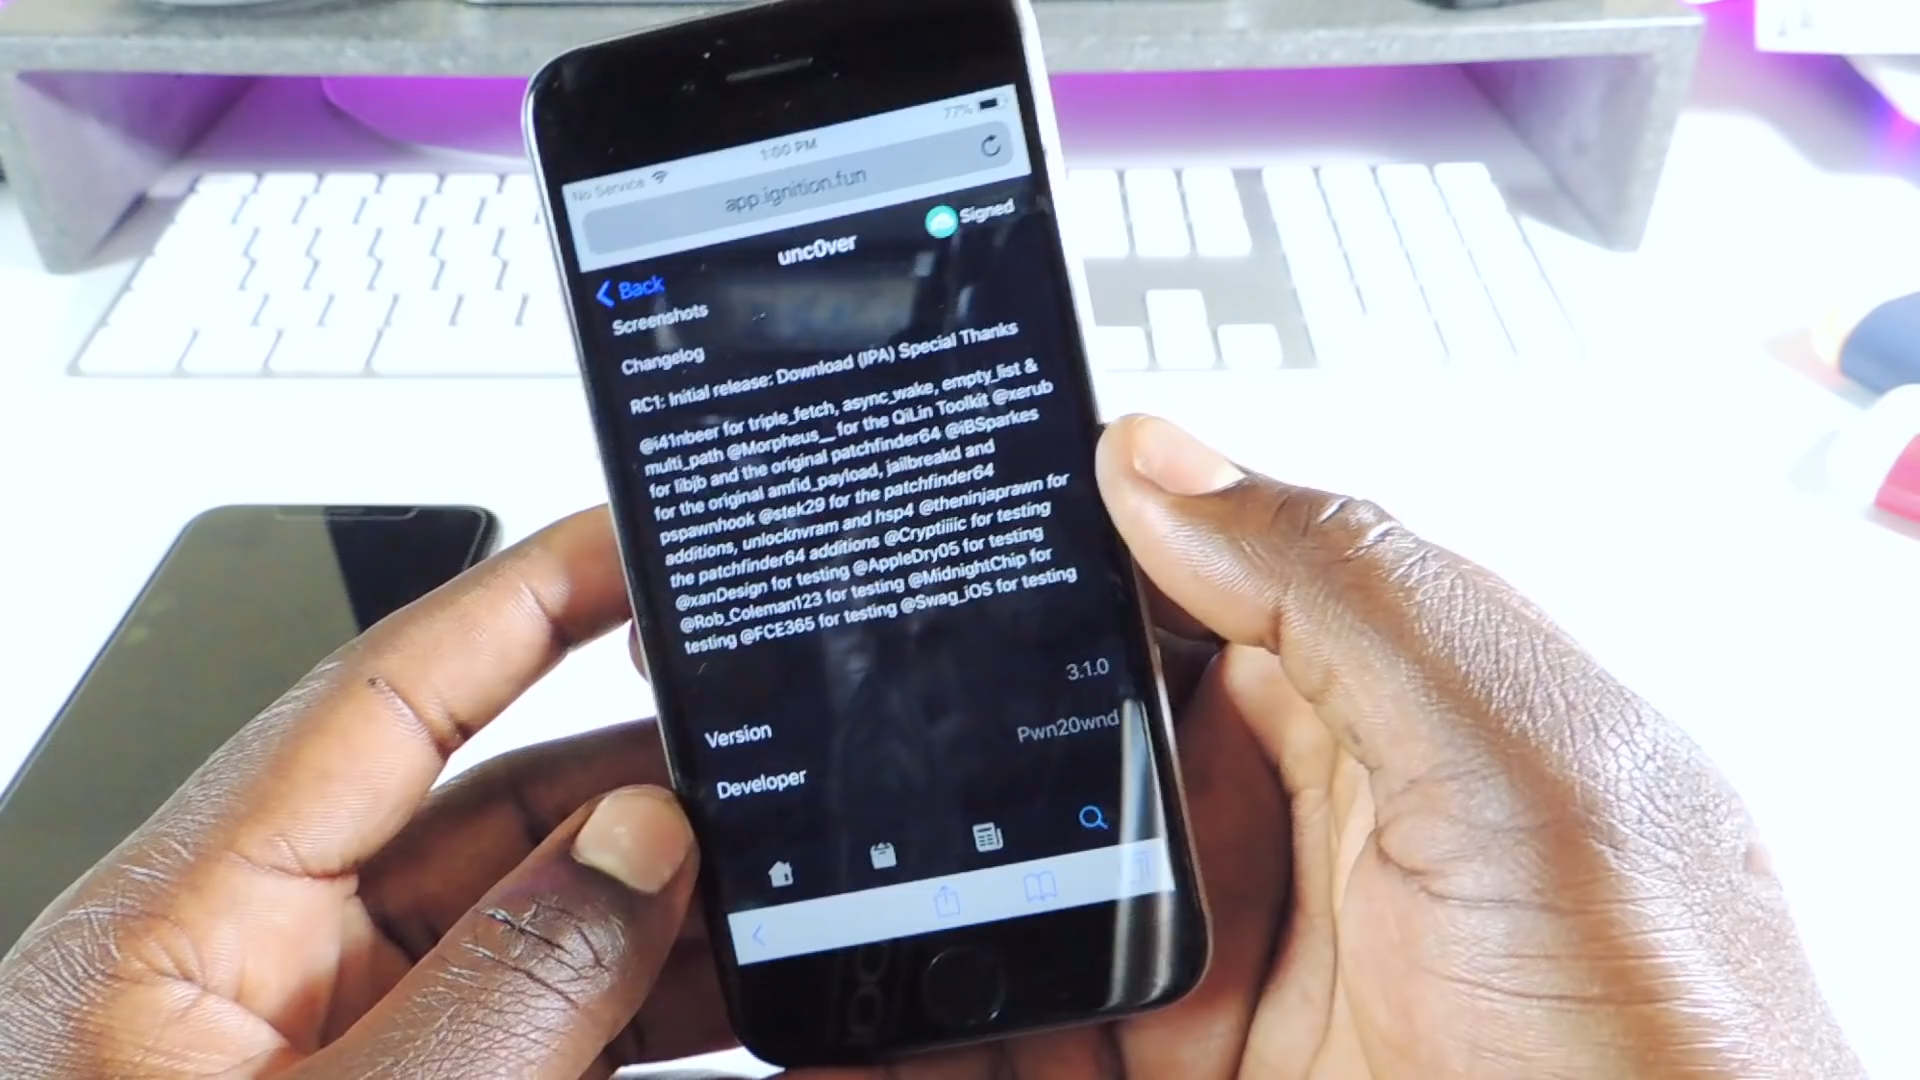 No Service
1:00 PM
77%
app.ignition.fun
unc0ver
Signed
Back
Screenshots
Changelog
RC1: Initial release: Download (IPA) Special Thanks
@i41nbeer for triple_fetch, async_wake, empty_list &
multi_path @Morpheus__ for the QiLin Toolkit @xerub
for libjb and the original patchfinder64 @iBSparkes
for the original amfid_payload, jailbreakd and
pspawnhook @stek29 for the patchfinder64
additions, unlocknvram and hsp4 @theninjaprawn for
the patchfinder64 additions @Cryptiiiic for testing
@xanDesign for testing @AppleDry05 for testing
@Rob_Coleman123 for testing @MidnightChip for
testing @FCE365 for testing @Swag_iOS for testing
3.1.0
Version
Pwn20wnd
Developer